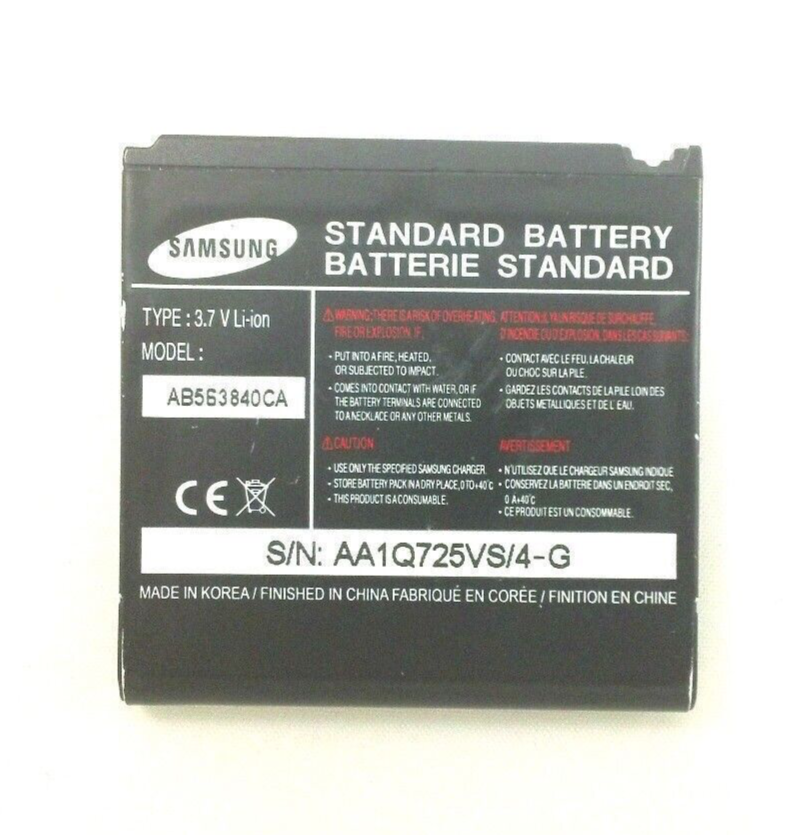 SAMSUNG
STANDARD BATTERY
BATTERIE STANDARD
TYPE : 3.7 V Li-ion
MODEL :
AB563840CA
CE
⚠WARNING: THERE IS A RISK OF OVERHEATING,
FIRE OR EXPLOSION, IF,
• PUT INTO A FIRE, HEATED,
OR SUBJECTED TO IMPACT.
• COMES INTO CONTACT WITH WATER, OR IF
THE BATTERY TERMINALS ARE CONNECTED
TO A NECKLACE OR ANY OTHER METALS.
⚠CAUTION
• USE ONLY THE SPECIFIED SAMSUNG CHARGER.
• STORE BATTERY PACK IN A DRY PLACE, 0 TO +40°C
• THIS PRODUCT IS A CONSUMABLE.
ATTENTION, IL YA UN RISQUE DE SURCHAUFFE,
D'INCENDIE OU D'EXPLOSION, DANS LES CAS SUIVANTS:
• CONTACT AVEC LE FEU, LA CHALEUR
OU CHOC SUR LA PILE.
• GARDEZ LES CONTACTS DE LA PILE LOIN DES
OBJETS METALLIQUES ET DE L'EAU.
AVERTISSEMENT
• N'UTILISEZ QUE LE CHARGEUR SAMSUNG INDIQUE
• CONSERVEZ LA BATTERIE DANS UN ENDROIT SEC,
0 A +40°C
• CE PRODUIT EST UN CONSOMMABLE.
S/N: AA1Q725VS/4-G
MADE IN KOREA / FINISHED IN CHINA FABRIQUÉ EN CORÉE / FINITION EN CHINE